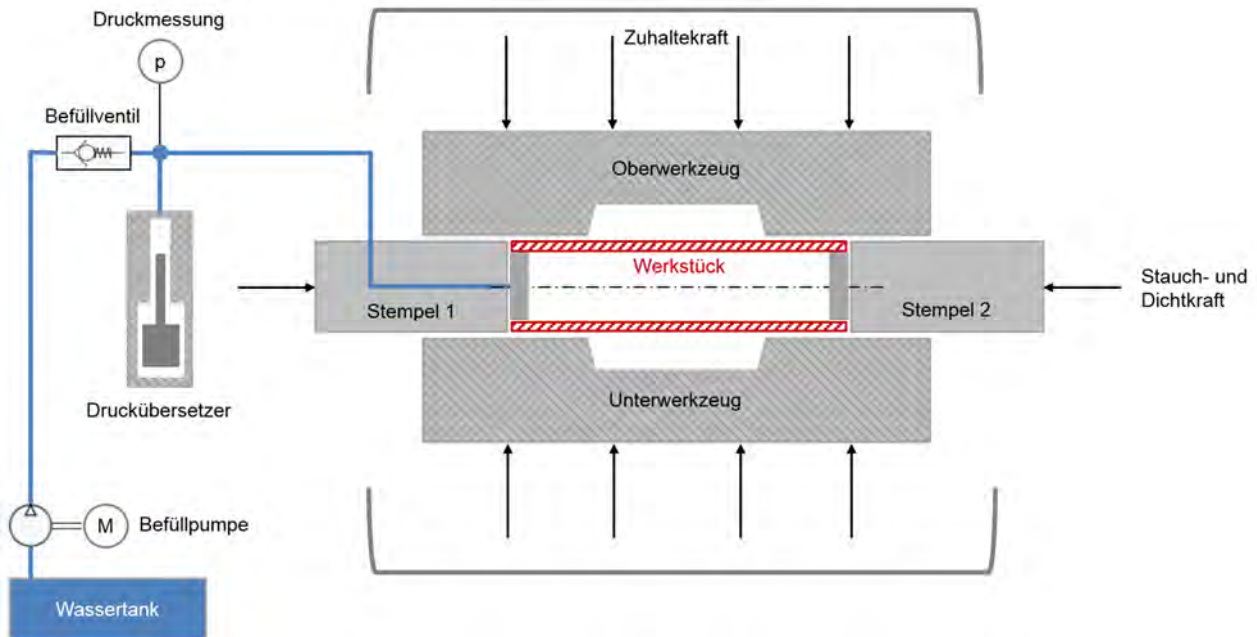 Druckmessung
p
Zuhaltekraft
Befüllventil
Oberwerkzeug
Werkstück
Stempel 1
Stempel 2
Stauch- und
Dichtkraft
Druckübersetzer
Unterwerkzeug
M
Befüllpumpe
Wassertank